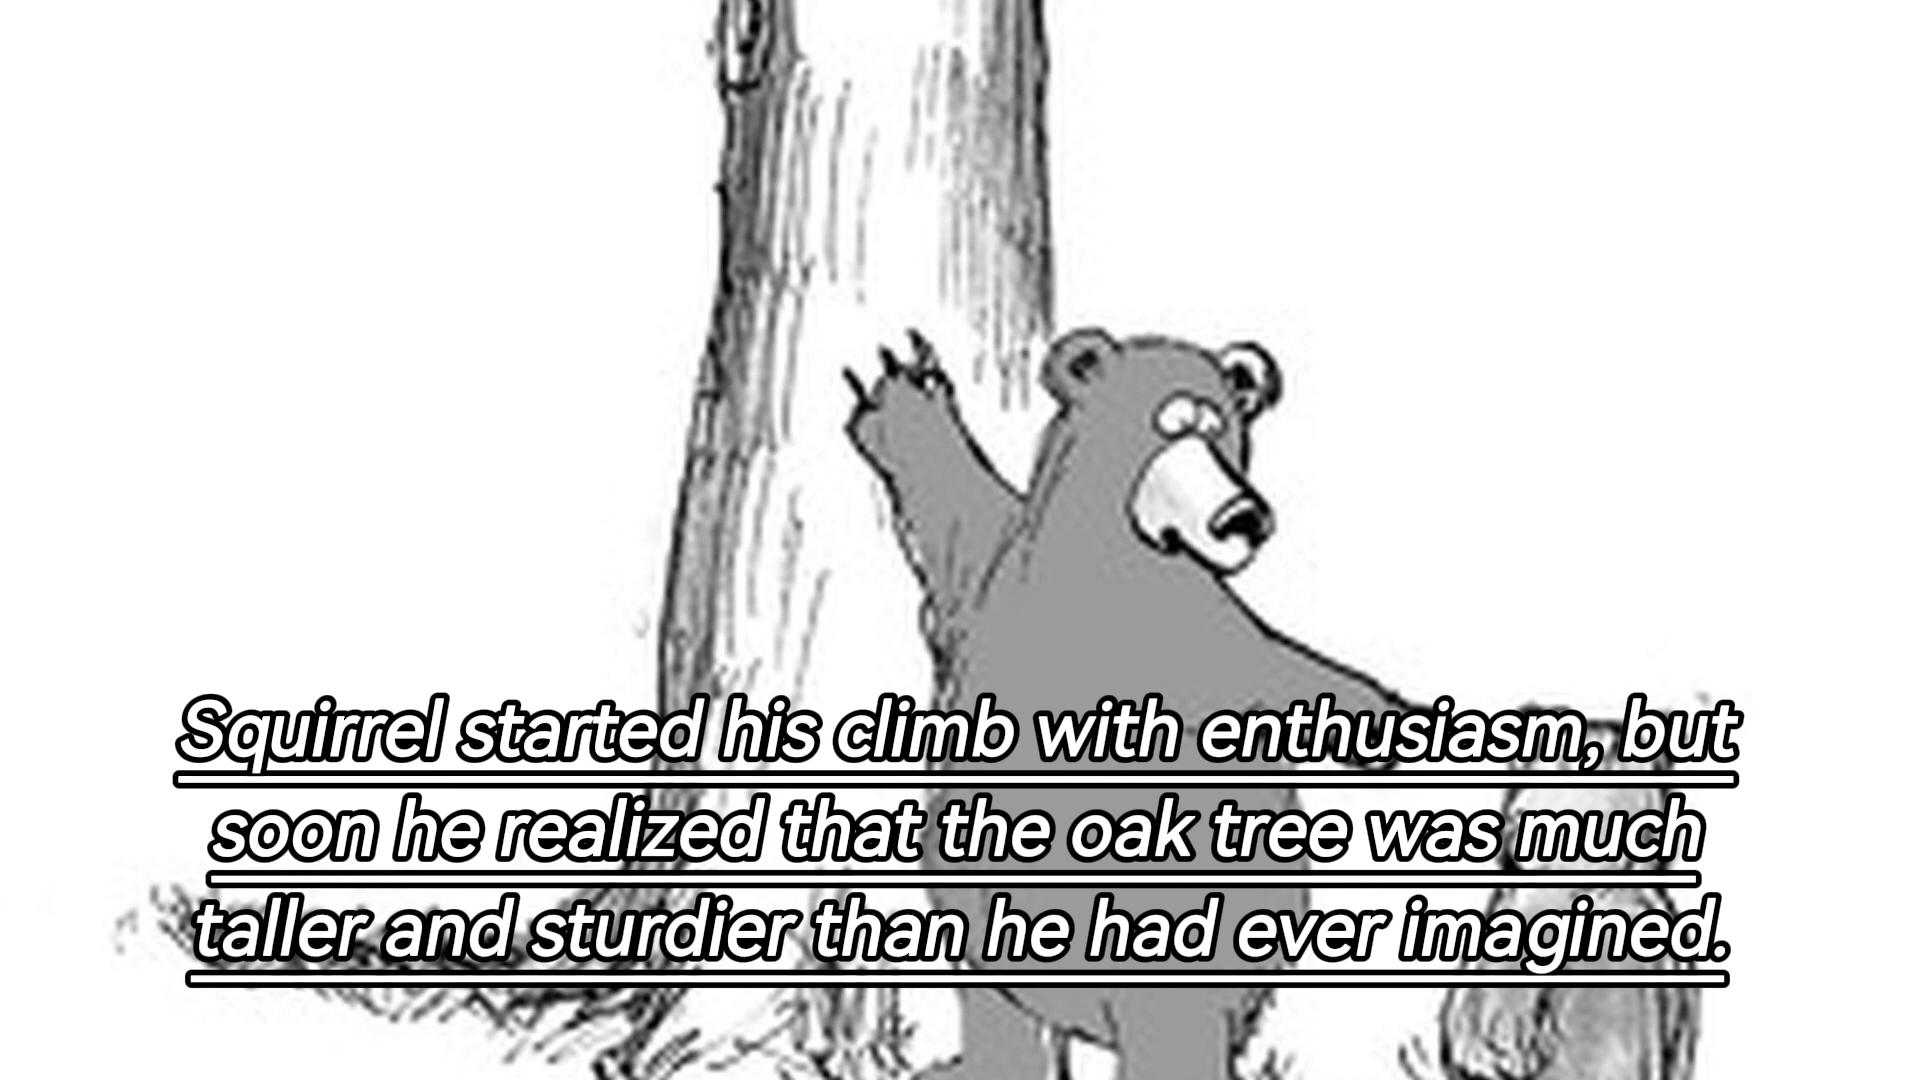 Squirrel started his climb with enthusiasm, but
soon he realized that the oak tree was much
taller and sturdier than he had ever imagined.